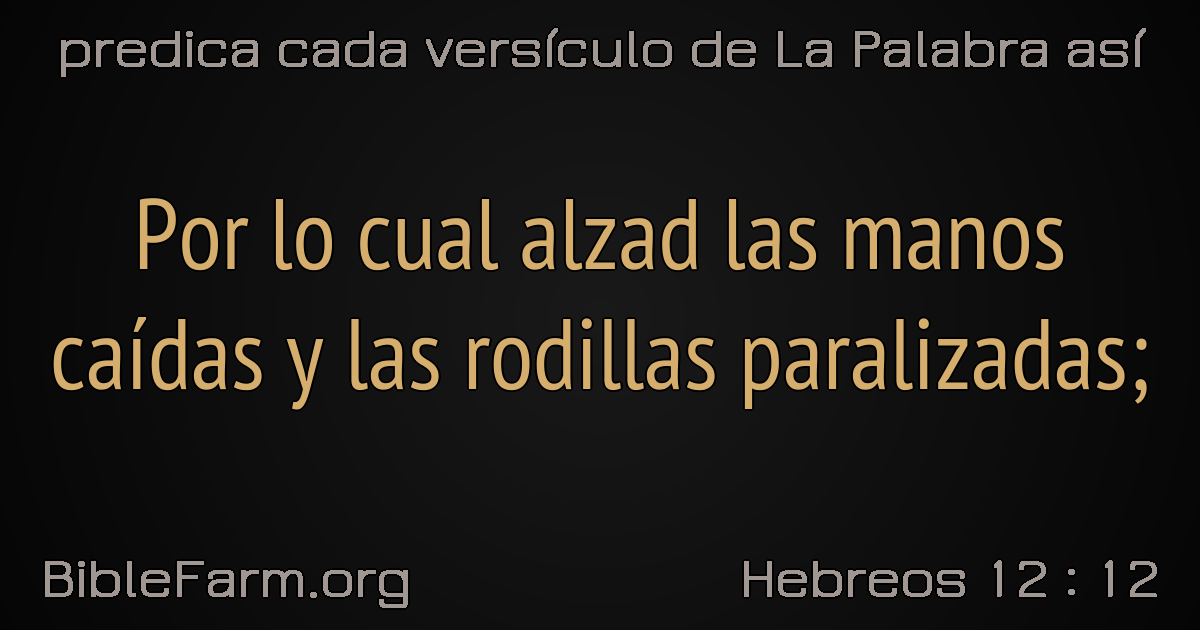 predica cada versículo de La Palabra así
Por lo cual alzad las manos
caídas y las rodillas paralizadas;
BibleFarm.org
Hebreos 12 : 12